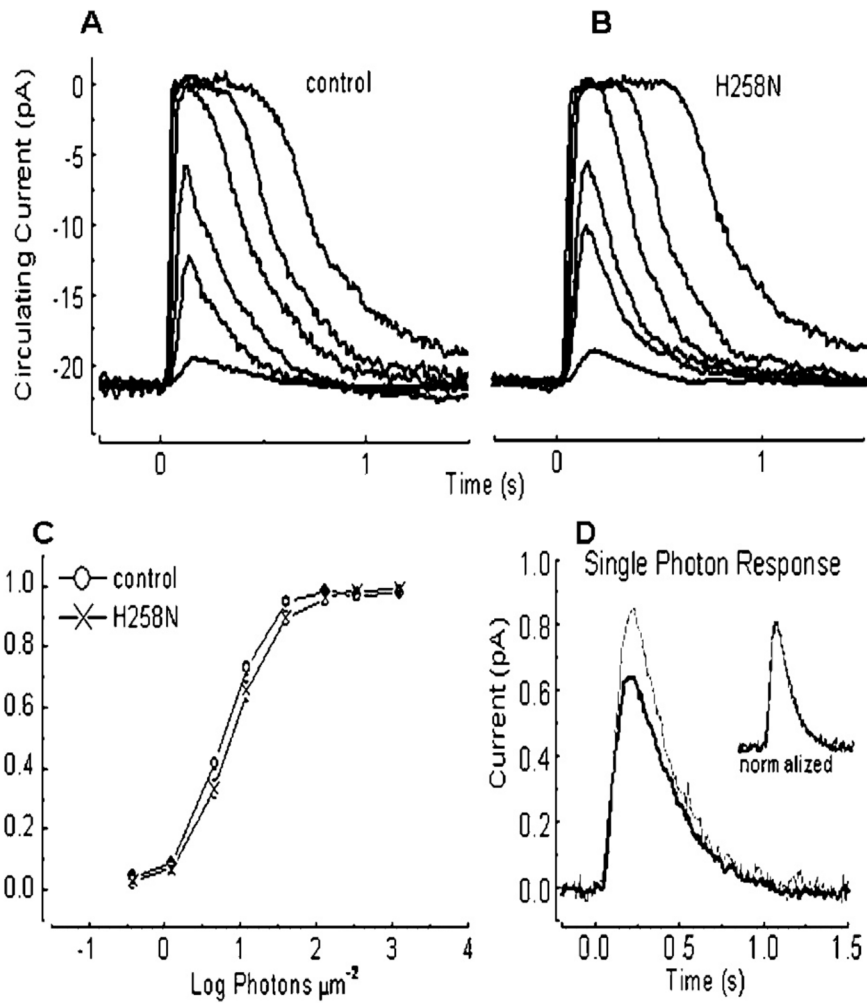 A
B
control
H258N
Circulating Current (pA)
0
-5
-10
-15
-20
0
1
0
1
Time (s)
C
D
control
H258N
1.0
0.8
0.6
0.4
0.2
0.0
-1
0
1
2
3
4
Log Photons µm⁻²
Single Photon Response
Current (pA)
1.0
0.8
0.6
0.4
0.2
0.0
normalized
0.0
0.5
1.0
1.5
Time (s)